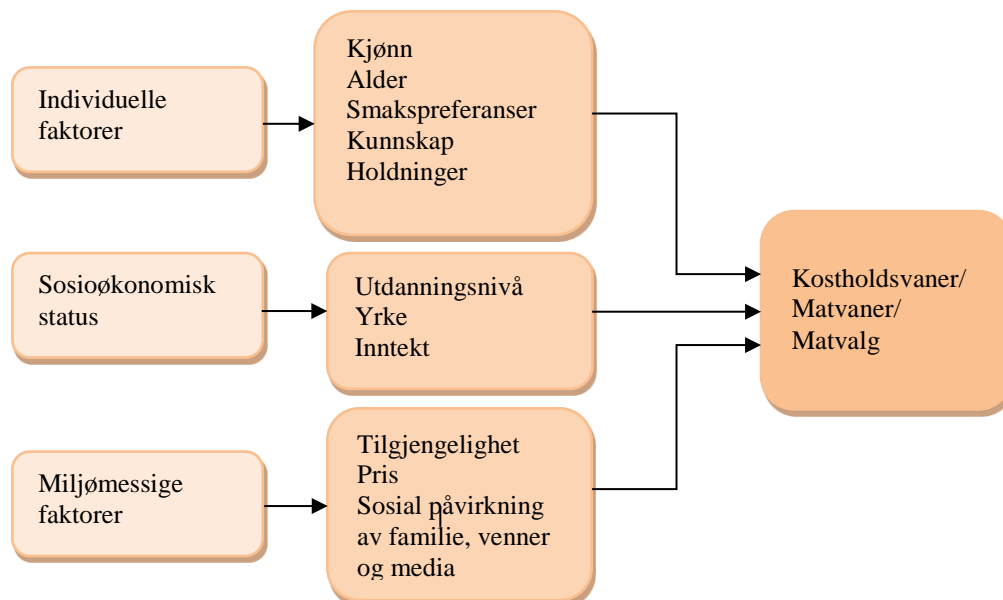 Individuelle
faktorer
Kjønn
Alder
Smakspreferanser
Kunnskap
Holdninger
Sosioøkonomisk
status
Utdanningsnivå
Yrke
Inntekt
Miljømessige
faktorer
Tilgjengelighet
Pris
Sosial påvirkning
av familie, venner
og media
Kostholdsvaner/
Matvaner/
Matvalg